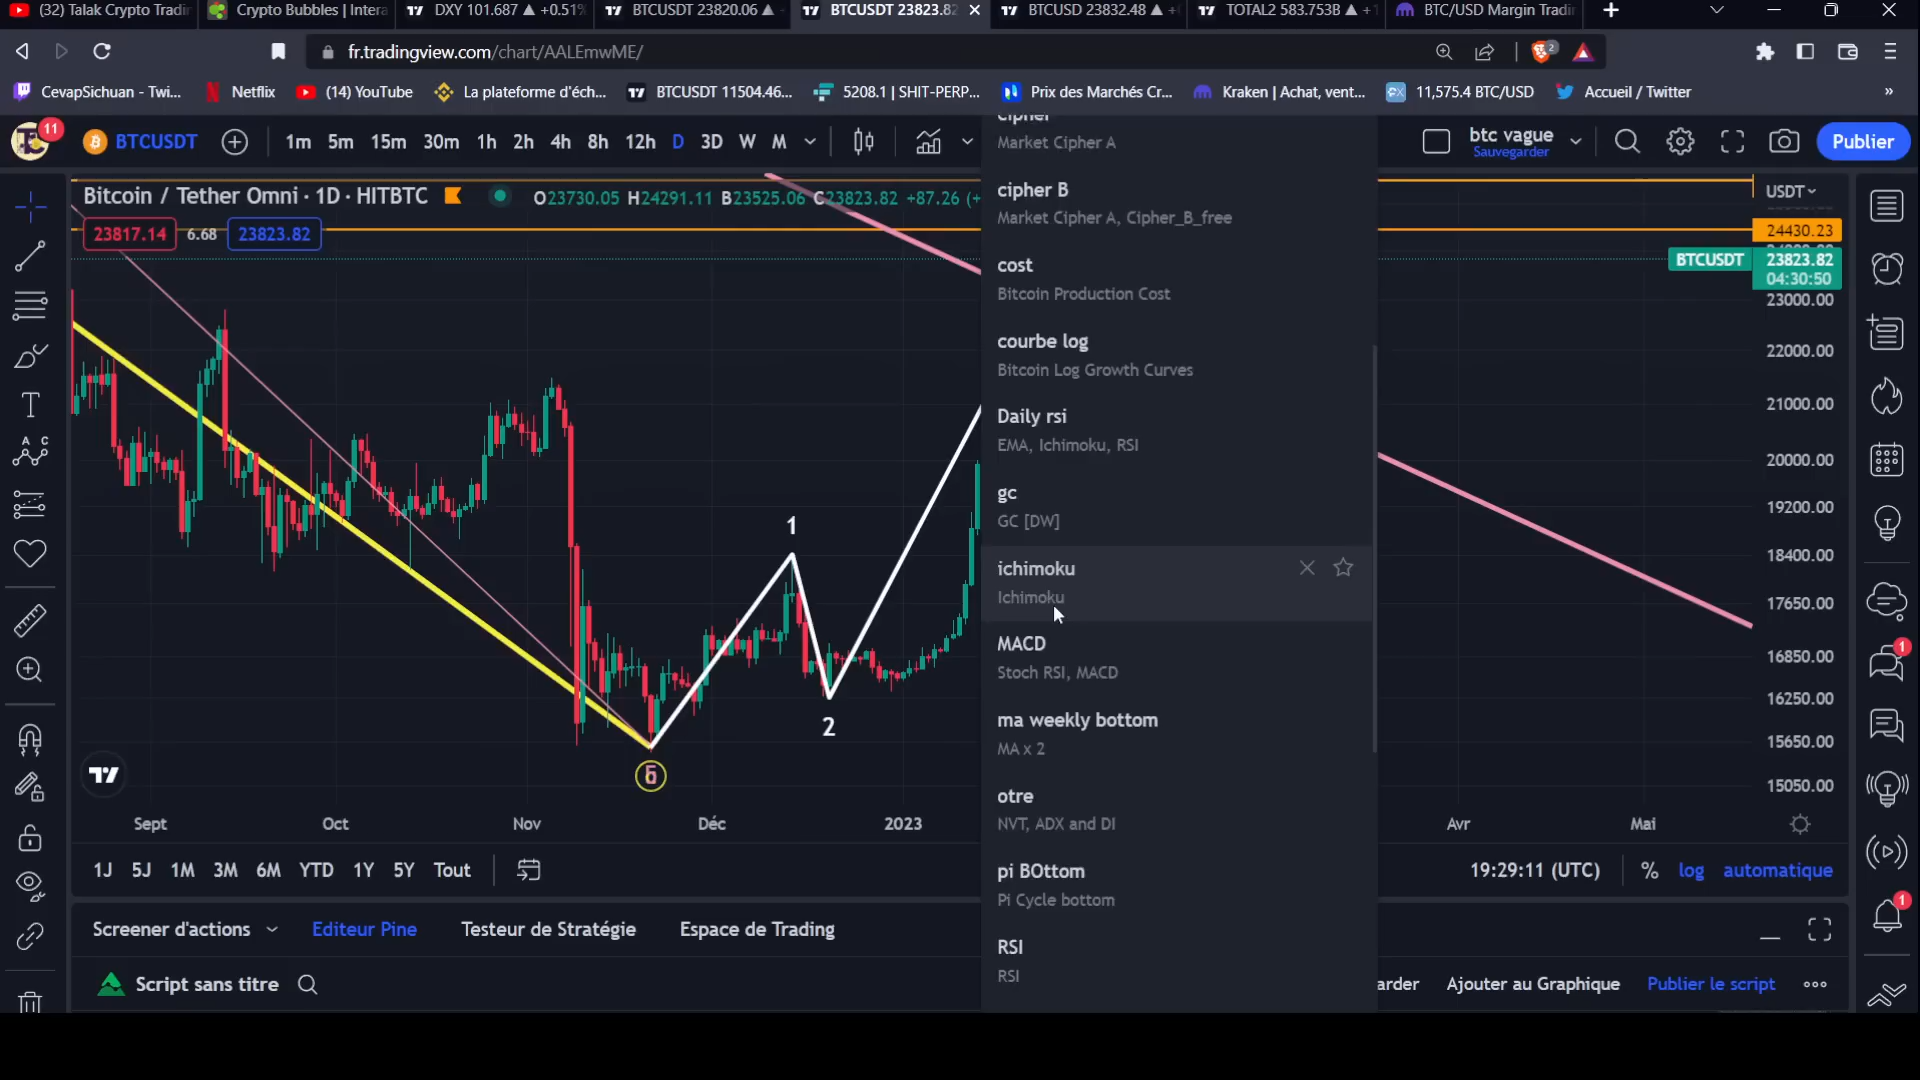 (32) Talak Crypto Tradi
Crypto Bubbles | Intera
DXY 101.687 ▲ +0.51%
BTCUSDT 23820.06 ▲
BTCUSDT 23823.82
BTCUSD 23832.48 ▲ +
TOTAL2 583.753B ▲ +
BTC/USD Margin Tradi
fr.tradingview.com/chart/AALEmwME/
2
CevapSichuan - Twi...
Netflix
(14) YouTube
La plateforme d'éch...
BTCUSDT 11504.46...
5208.1 | SHIT-PERP...
Prix des Marchés Cr...
Kraken | Achat, vent...
11,575.4 BTC/USD
Accueil / Twitter
»
11
BTCUSDT
1m 5m 15m 30m 1h 2h 4h 8h 12h D 3D W M
btc vague
Sauvegarder
Publier
Bitcoin / Tether Omni · 1D · HITBTC
O23730.05 H24291.11 B23525.06 C23823.82 +87.26 (+
23817.14
6.68
23823.82
cipher
Market Cipher A
cipher B
Market Cipher A, Cipher_B_free
cost
Bitcoin Production Cost
courbe log
Bitcoin Log Growth Curves
Daily rsi
EMA, Ichimoku, RSI
gc
GC [DW]
ichimoku
Ichimoku
MACD
Stoch RSI, MACD
ma weekly bottom
MA x 2
otre
NVT, ADX and DI
pi BOttom
Pi Cycle bottom
RSI
RSI
USDT
24430.23
BTCUSDT
23823.82
04:30:50
23000.00
22000.00
21000.00
20000.00
19200.00
18400.00
17650.00
16850.00
16250.00
15650.00
15050.00
1
2
Sept
Oct
Nov
Déc
2023
Avr
Mai
1J 5J 1M 3M 6M YTD 1Y 5Y Tout
19:29:11 (UTC)
%
log
automatique
Screener d'actions
Editeur Pine
Testeur de Stratégie
Espace de Trading
Script sans titre
arder
Ajouter au Graphique
Publier le script
1
1